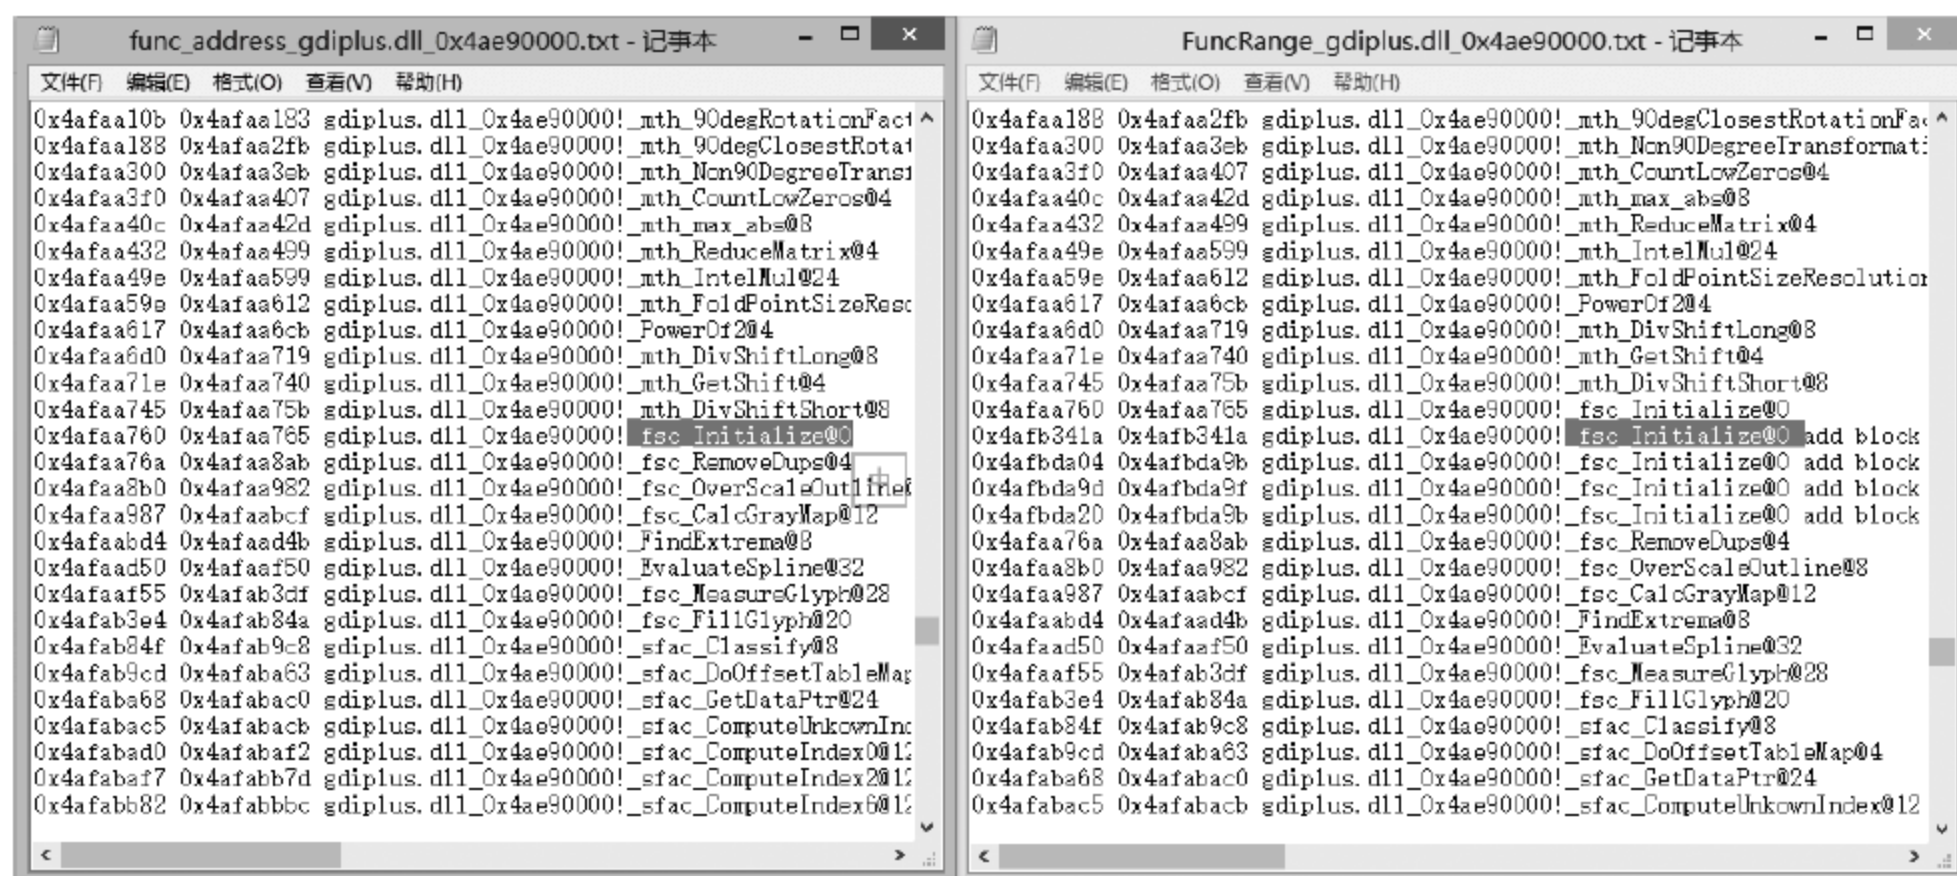 func_address_gdiplus.dll_0x4ae90000.txt - 记事本
文件(F) 编辑(E) 格式(O) 查看(V) 帮助(H)
0x4afaa10b 0x4afaa183 gdiplus.dll_0x4ae90000!_mth_90degRotationFact
0x4afaa188 0x4afaa2fb gdiplus.dll_0x4ae90000!_mth_90degClosestRotat
0x4afaa300 0x4afaa3eb gdiplus.dll_0x4ae90000!_mth_Non90DegreeTransf
0x4afaa3f0 0x4afaa407 gdiplus.dll_0x4ae90000!_mth_CountLowZeros@4
0x4afaa40c 0x4afaa42d gdiplus.dll_0x4ae90000!_mth_max_abs@8
0x4afaa432 0x4afaa499 gdiplus.dll_0x4ae90000!_mth_ReduceMatrix@4
0x4afaa49e 0x4afaa599 gdiplus.dll_0x4ae90000!_mth_IntelMul@24
0x4afaa59e 0x4afaa612 gdiplus.dll_0x4ae90000!_mth_FoldPointSizeReso
0x4afaa617 0x4afaa6cb gdiplus.dll_0x4ae90000!_PowerOf2@4
0x4afaa6d0 0x4afaa719 gdiplus.dll_0x4ae90000!_mth_DivShiftLong@8
0x4afaa71e 0x4afaa740 gdiplus.dll_0x4ae90000!_mth_GetShift@4
0x4afaa745 0x4afaa75b gdiplus.dll_0x4ae90000!_mth_DivShiftShort@8
0x4afaa760 0x4afaa765 gdiplus.dll_0x4ae90000!_fsc_Initialize@0
0x4afaa76a 0x4afaa8ab gdiplus.dll_0x4ae90000!_fsc_RemoveDups@4
0x4afaa8b0 0x4afaa982 gdiplus.dll_0x4ae90000!_fsc_OverScaleOutline@
0x4afaa987 0x4afaabcf gdiplus.dll_0x4ae90000!_fsc_CalcGrayMap@12
0x4afaabd4 0x4afaad4b gdiplus.dll_0x4ae90000!_FindExtrema@8
0x4afaad50 0x4afaaf50 gdiplus.dll_0x4ae90000!_EvaluateSpline@32
0x4afaaf55 0x4afab3df gdiplus.dll_0x4ae90000!_fsc_MeasureGlyph@28
0x4afab3e4 0x4afab84a gdiplus.dll_0x4ae90000!_fsc_FillGlyph@20
0x4afab84f 0x4afab9c8 gdiplus.dll_0x4ae90000!_sfac_Classify@8
0x4afab9cd 0x4afaba63 gdiplus.dll_0x4ae90000!_sfac_DoOffsetTableMap
0x4afaba68 0x4afabac0 gdiplus.dll_0x4ae90000!_sfac_GetDataPtr@24
0x4afabac5 0x4afabacb gdiplus.dll_0x4ae90000!_sfac_ComputeUnkownInd
0x4afabad0 0x4afabaf2 gdiplus.dll_0x4ae90000!_sfac_ComputeIndex0@12
0x4afabaf7 0x4afabb7d gdiplus.dll_0x4ae90000!_sfac_ComputeIndex2@12
0x4afabb82 0x4afabbbc gdiplus.dll_0x4ae90000!_sfac_ComputeIndex6@12
FuncRange_gdiplus.dll_0x4ae90000.txt - 记事本
文件(F) 编辑(E) 格式(O) 查看(V) 帮助(H)
0x4afaa188 0x4afaa2fb gdiplus.dll_0x4ae90000!_mth_90degClosestRotationFac
0x4afaa300 0x4afaa3eb gdiplus.dll_0x4ae90000!_mth_Non90DegreeTransformati
0x4afaa3f0 0x4afaa407 gdiplus.dll_0x4ae90000!_mth_CountLowZeros@4
0x4afaa40c 0x4afaa42d gdiplus.dll_0x4ae90000!_mth_max_abs@8
0x4afaa432 0x4afaa499 gdiplus.dll_0x4ae90000!_mth_ReduceMatrix@4
0x4afaa49e 0x4afaa599 gdiplus.dll_0x4ae90000!_mth_IntelMul@24
0x4afaa59e 0x4afaa612 gdiplus.dll_0x4ae90000!_mth_FoldPointSizeResolution
0x4afaa617 0x4afaa6cb gdiplus.dll_0x4ae90000!_PowerOf2@4
0x4afaa6d0 0x4afaa719 gdiplus.dll_0x4ae90000!_mth_DivShiftLong@8
0x4afaa71e 0x4afaa740 gdiplus.dll_0x4ae90000!_mth_GetShift@4
0x4afaa745 0x4afaa75b gdiplus.dll_0x4ae90000!_mth_DivShiftShort@8
0x4afaa760 0x4afaa765 gdiplus.dll_0x4ae90000!_fsc_Initialize@0
0x4afb341a 0x4afb341a gdiplus.dll_0x4ae90000!_fsc_Initialize@0 add block
0x4afbda04 0x4afbda9b gdiplus.dll_0x4ae90000!_fsc_Initialize@0 add block
0x4afbda9d 0x4afbda9f gdiplus.dll_0x4ae90000!_fsc_Initialize@0 add block
0x4afbda20 0x4afbda9b gdiplus.dll_0x4ae90000!_fsc_Initialize@0 add block
0x4afaa76a 0x4afaa8ab gdiplus.dll_0x4ae90000!_fsc_RemoveDups@4
0x4afaa8b0 0x4afaa982 gdiplus.dll_0x4ae90000!_fsc_OverScaleOutline@8
0x4afaa987 0x4afaabcf gdiplus.dll_0x4ae90000!_fsc_CalcGrayMap@12
0x4afaabd4 0x4afaad4b gdiplus.dll_0x4ae90000!_FindExtrema@8
0x4afaad50 0x4afaaf50 gdiplus.dll_0x4ae90000!_EvaluateSpline@32
0x4afaaf55 0x4afab3df gdiplus.dll_0x4ae90000!_fsc_MeasureGlyph@28
0x4afab3e4 0x4afab84a gdiplus.dll_0x4ae90000!_fsc_FillGlyph@20
0x4afab84f 0x4afab9c8 gdiplus.dll_0x4ae90000!_sfac_Classify@8
0x4afab9cd 0x4afaba63 gdiplus.dll_0x4ae90000!_sfac_DoOffsetTableMap@4
0x4afaba68 0x4afabac0 gdiplus.dll_0x4ae90000!_sfac_GetDataPtr@24
0x4afabac5 0x4afabacb gdiplus.dll_0x4ae90000!_sfac_ComputeUnkownIndex@12